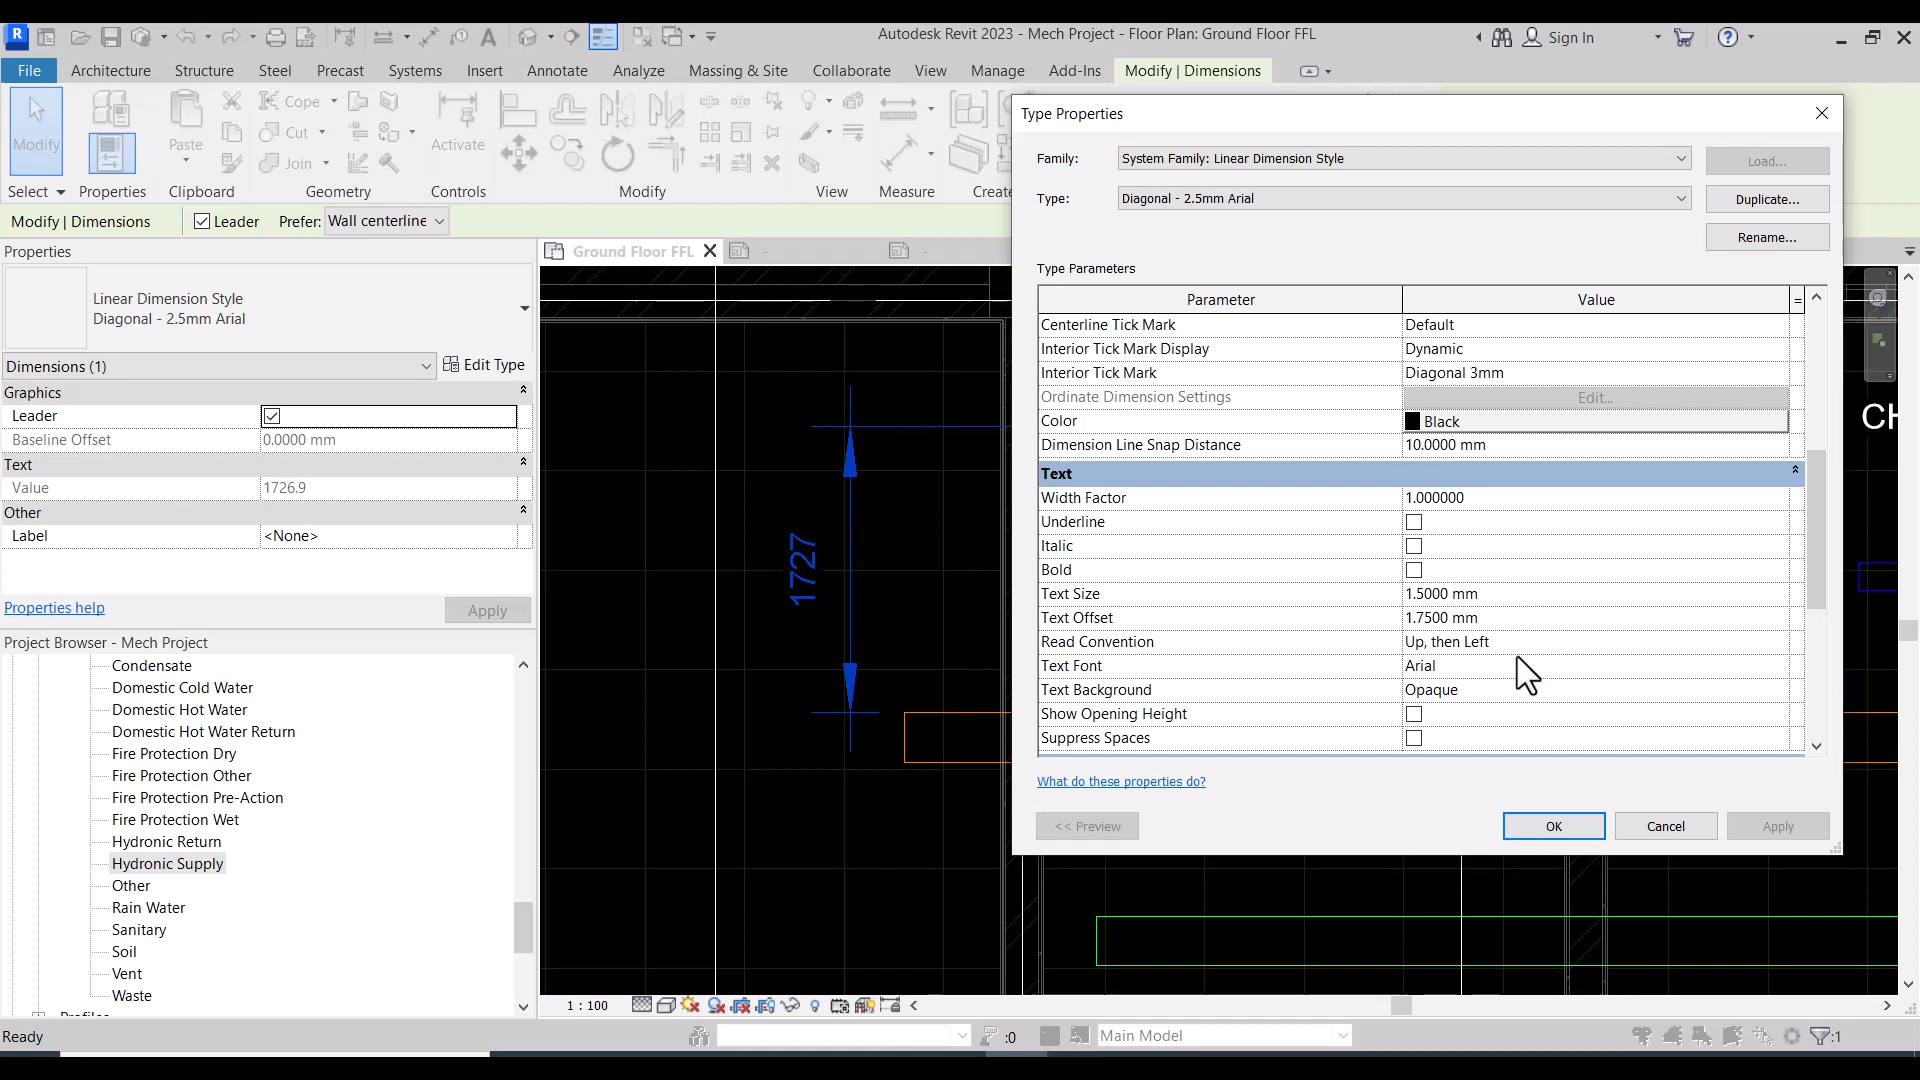 Autodesk Revit 2023 - Mech Project - Floor Plan: Ground Floor FFL
Sign In
File Architecture Structure Steel Precast Systems Insert Annotate Analyze Massing & Site Collaborate View Manage Add-Ins Modify | Dimensions
Modify
Paste
Cope
Cut
Join
Activate
Select Properties Clipboard Geometry Controls Modify View Measure Create
Modify | Dimensions Leader Prefer: Wall centerline
Properties
Linear Dimension Style
Diagonal - 2.5mm Arial
Dimensions (1) Edit Type
Graphics
Leader
Baseline Offset 0.0000 mm
Text
Value 1726.9
Other
Label <None>
Properties help Apply
Project Browser - Mech Project
Condensate
Domestic Cold Water
Domestic Hot Water
Domestic Hot Water Return
Fire Protection Dry
Fire Protection Other
Fire Protection Pre-Action
Fire Protection Wet
Hydronic Return
Hydronic Supply
Other
Rain Water
Sanitary
Soil
Vent
Waste
Ground Floor FFL - -
1727
CH
Type Properties
Family: System Family: Linear Dimension Style Load...
Type: Diagonal - 2.5mm Arial Duplicate...
Rename...
Type Parameters
Parameter Value =
Centerline Tick Mark Default
Interior Tick Mark Display Dynamic
Interior Tick Mark Diagonal 3mm
Ordinate Dimension Settings Edit...
Color Black
Dimension Line Snap Distance 10.0000 mm
Text
Width Factor 1.000000
Underline
Italic
Bold
Text Size 1.5000 mm
Text Offset 1.7500 mm
Read Convention Up, then Left
Text Font Arial
Text Background Opaque
Show Opening Height
Suppress Spaces
What do these properties do?
<< Preview OK Cancel Apply
1 : 100
Ready :0 Main Model :1